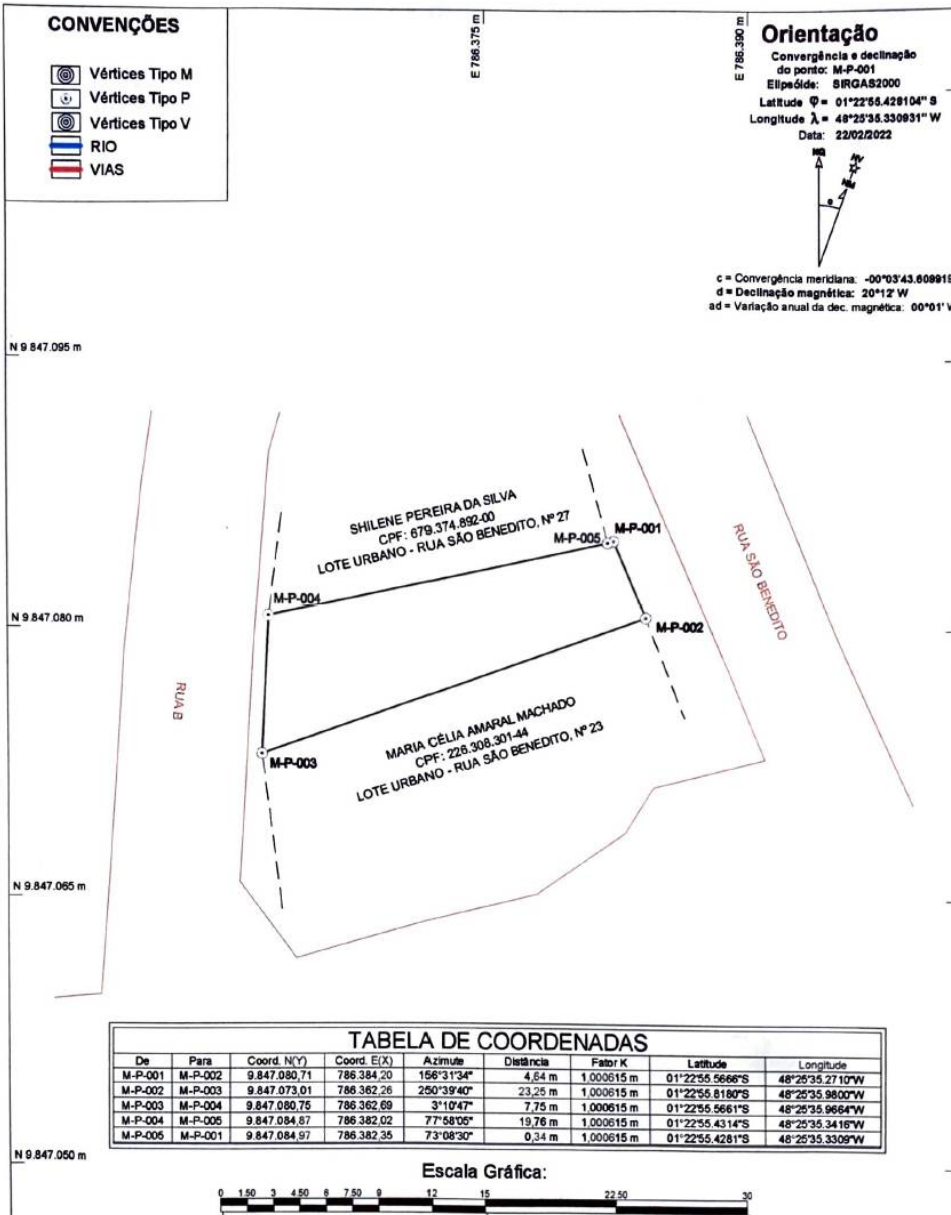 CONVENÇÕES
Vértices Tipo M
Vértices Tipo P
Vértices Tipo V
RIO
VIAS
E 786.375 m
E 786.390 m
Orientação
Convergência e declinação
do ponto: M-P-001
Elipsóide: SIRGAS2000
Latitude φ = 01°22'55.428104" S
Longitude λ = 48°25'35.330931" W
Data: 22/02/2022
NQ
NV
NM
c = Convergência meridiana: -00°03'43.609919
d = Declinação magnética: 20°12' W
ad = Variação anual da dec. magnética: 00°01' W
N 9.847.095 m
SHILENE PEREIRA DA SILVA
CPF: 679.374.892-00
LOTE URBANO - RUA SÃO BENEDITO, Nº 27
M-P-005
M-P-001
M-P-004
N 9.847.080 m
M-P-002
RUA SÃO BENEDITO
RUA B
MARIA CÉLIA AMARAL MACHADO
CPF: 226.308.301-44
LOTE URBANO - RUA SÃO BENEDITO, Nº 23
M-P-003
N 9.847.065 m
TABELA DE COORDENADAS
De Para Coord. N(Y) Coord. E(X) Azimute Distância Fator K Latitude Longitude
M-P-001 M-P-002 9.847.080,71 786.384,20 156°31'34" 4,64 m 1,000615 m 01°22'55.5666"S 48°25'35.2710"W
M-P-002 M-P-003 9.847.073,01 786.362,26 250°39'40" 23,25 m 1,000615 m 01°22'55.8180"S 48°25'35.9800"W
M-P-003 M-P-004 9.847.080,75 786.362,69 3°10'47" 7,75 m 1,000615 m 01°22'55.5661"S 48°25'35.9664"W
M-P-004 M-P-005 9.847.084,87 786.382,02 77°58'05" 19,76 m 1,000615 m 01°22'55.4314"S 48°25'35.3416"W
M-P-005 M-P-001 9.847.084,97 786.382,35 73°08'30" 0,34 m 1,000615 m 01°22'55.4281"S 48°25'35.3309"W
N 9.847.050 m
Escala Gráfica:
0 1.50 3 4.50 6 7.50 9 12 15 22.50 30